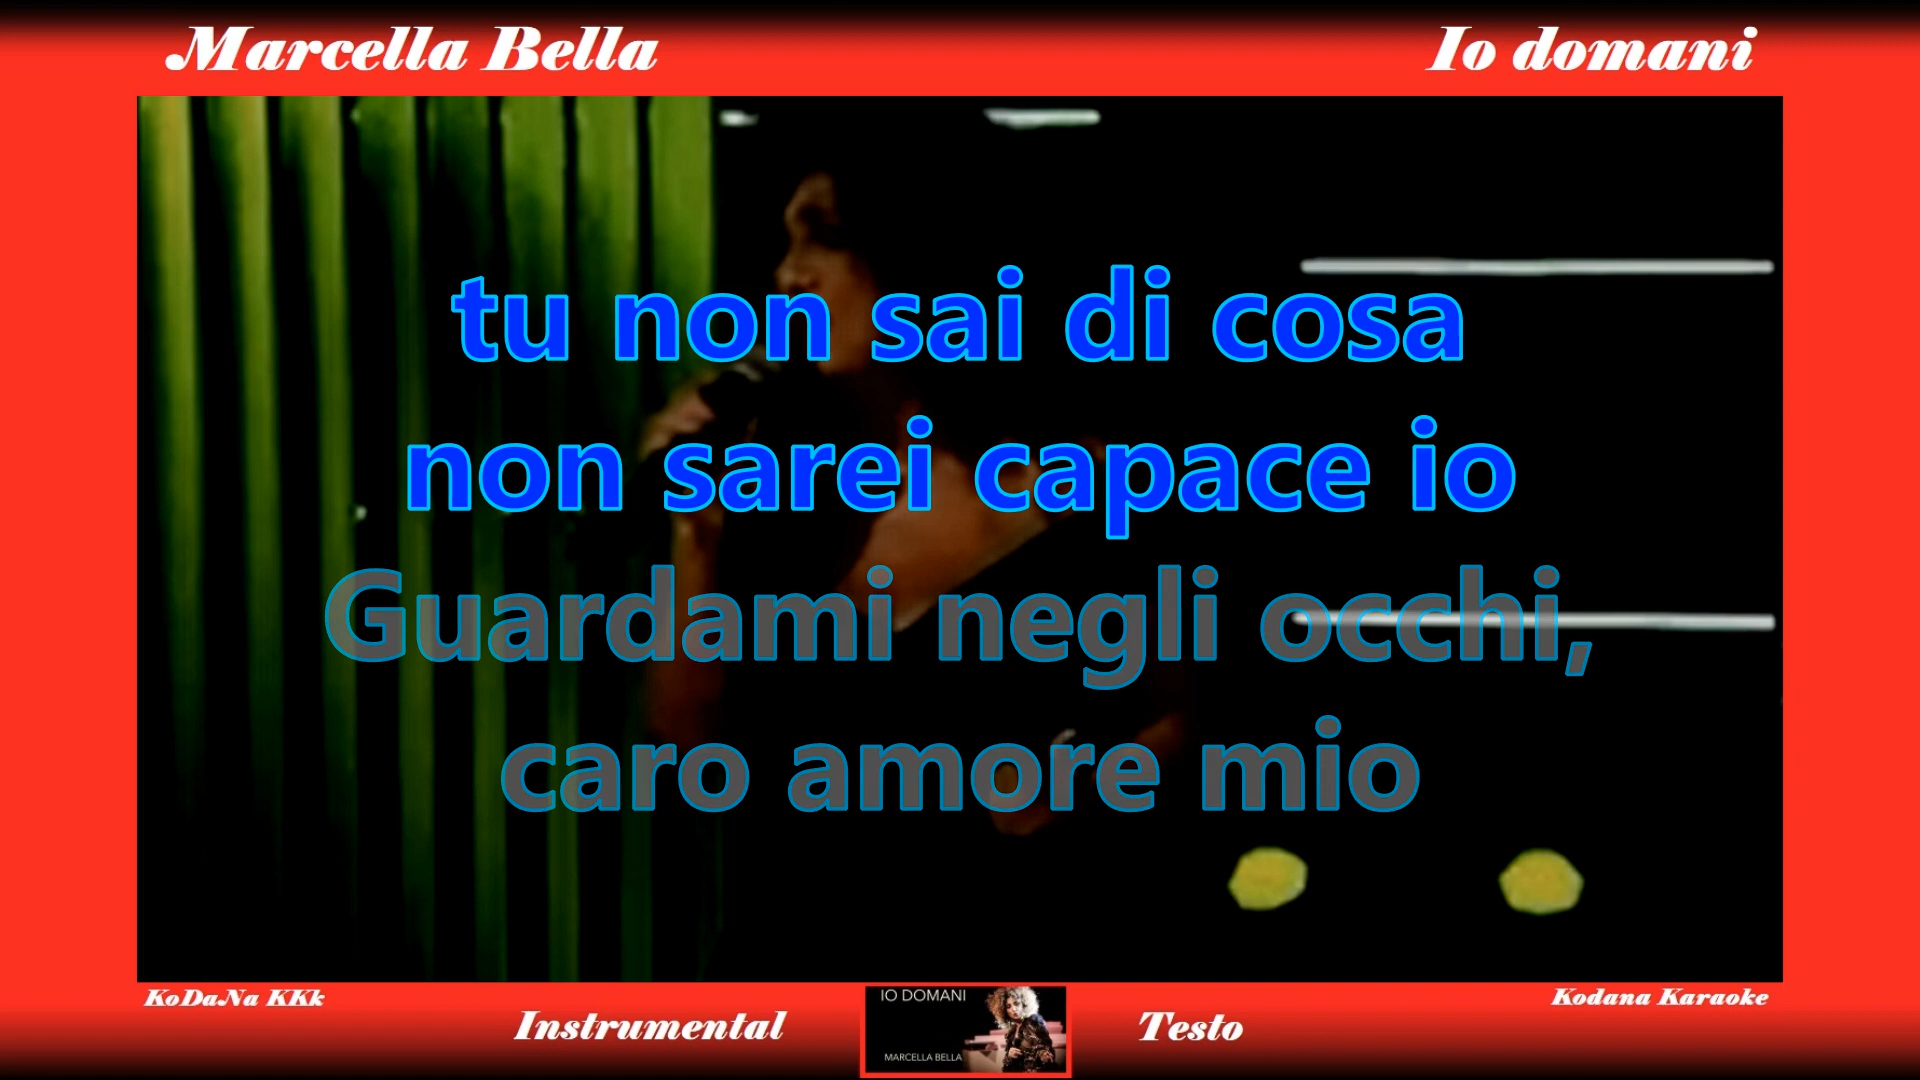 Marcella Bella
Io domani
tu non sai di cosa
non sarei capace io
Guardami negli occhi,
caro amore mio
KoDaNa KKk
Kodana Karaoke
Instrumental
IO DOMANI
MARCELLA BELLA
Testo